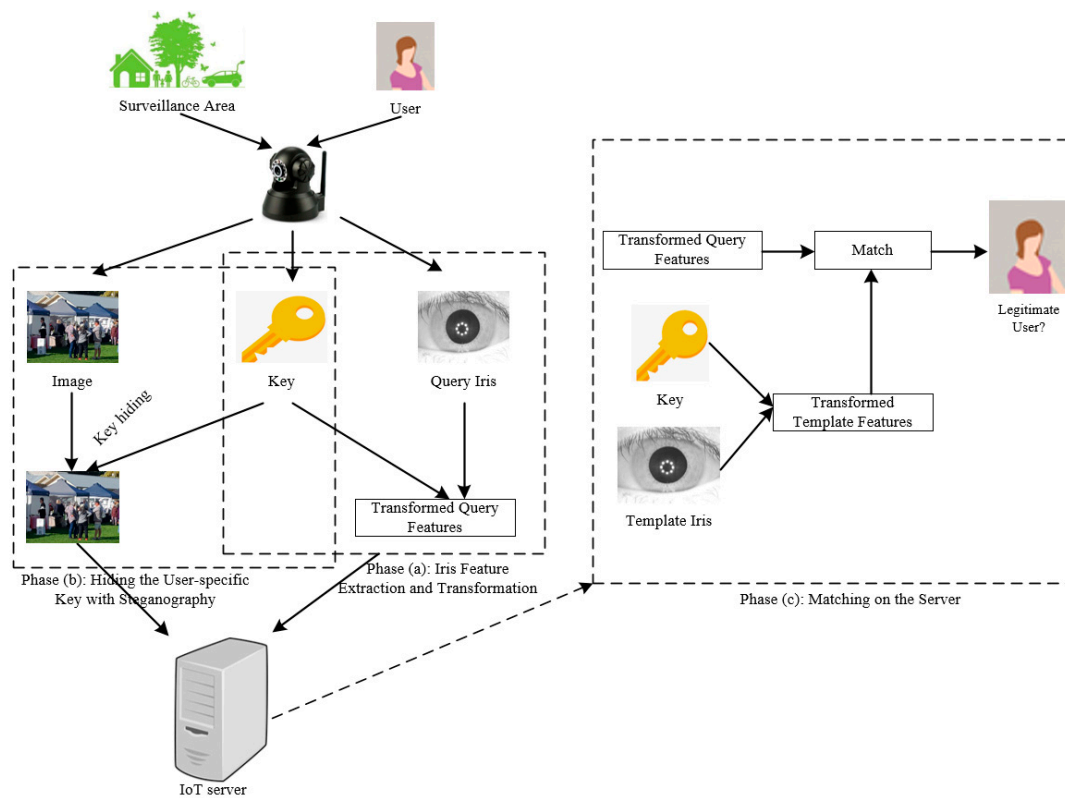 Surveillance Area
User
Transformed Query
Features
Match
Legitimate
User?
Image
Key
Query Iris
Key
Key hiding
Transformed
Template Features
Transformed Query
Features
Template Iris
Phase (b): Hiding the User-specific
Key with Steganography
Phase (a): Iris Feature
Extraction and Transformation
Phase (c): Matching on the Server
IoT server